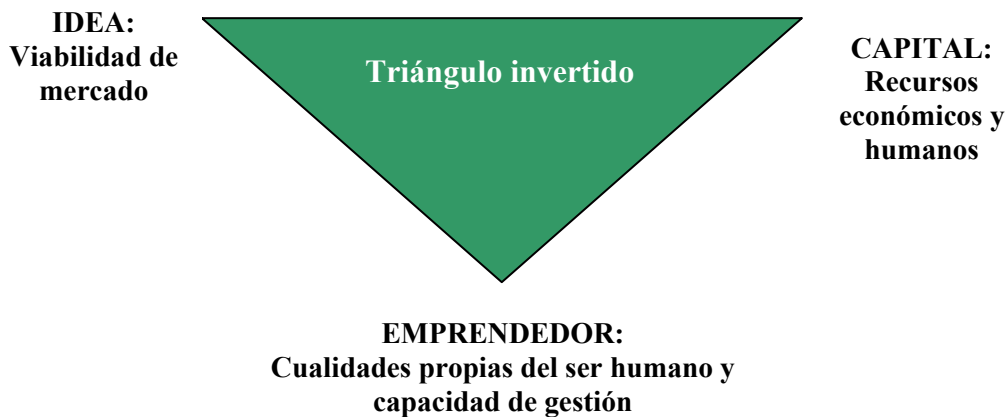 IDEA:
Viabilidad de
mercado
Triángulo invertido
CAPITAL:
Recursos
económicos y
humanos
EMPRENDEDOR:
Cualidades propias del ser humano y
capacidad de gestión